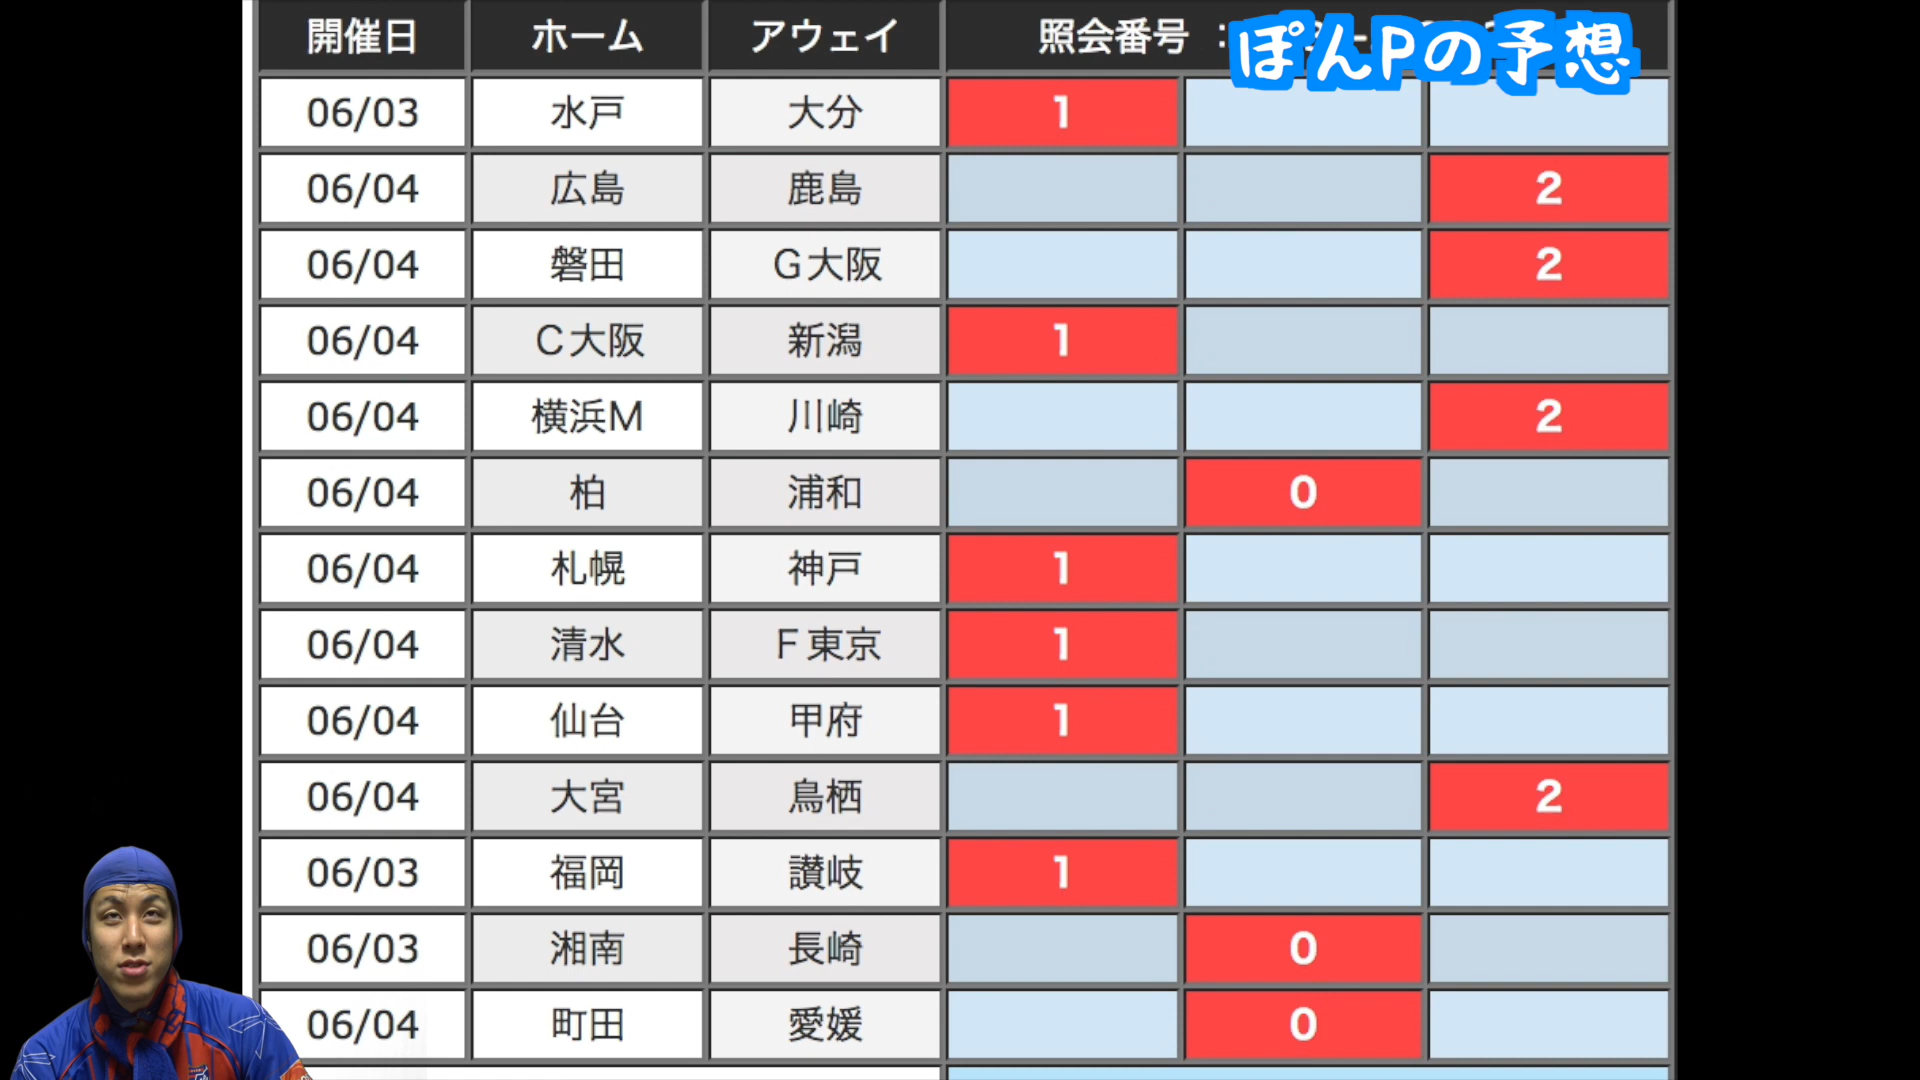 開催日 ホーム アウェイ 照会番号 :
ぽんPの予想
06/03 水戸 大分 1
06/04 広島 鹿島 2
06/04 磐田 G大阪 2
06/04 C大阪 新潟 1
06/04 横浜M 川崎 2
06/04 柏 浦和 0
06/04 札幌 神戸 1
06/04 清水 F東京 1
06/04 仙台 甲府 1
06/04 大宮 鳥栖 2
06/03 福岡 讃岐 1
06/03 湘南 長崎 0
06/04 町田 愛媛 0